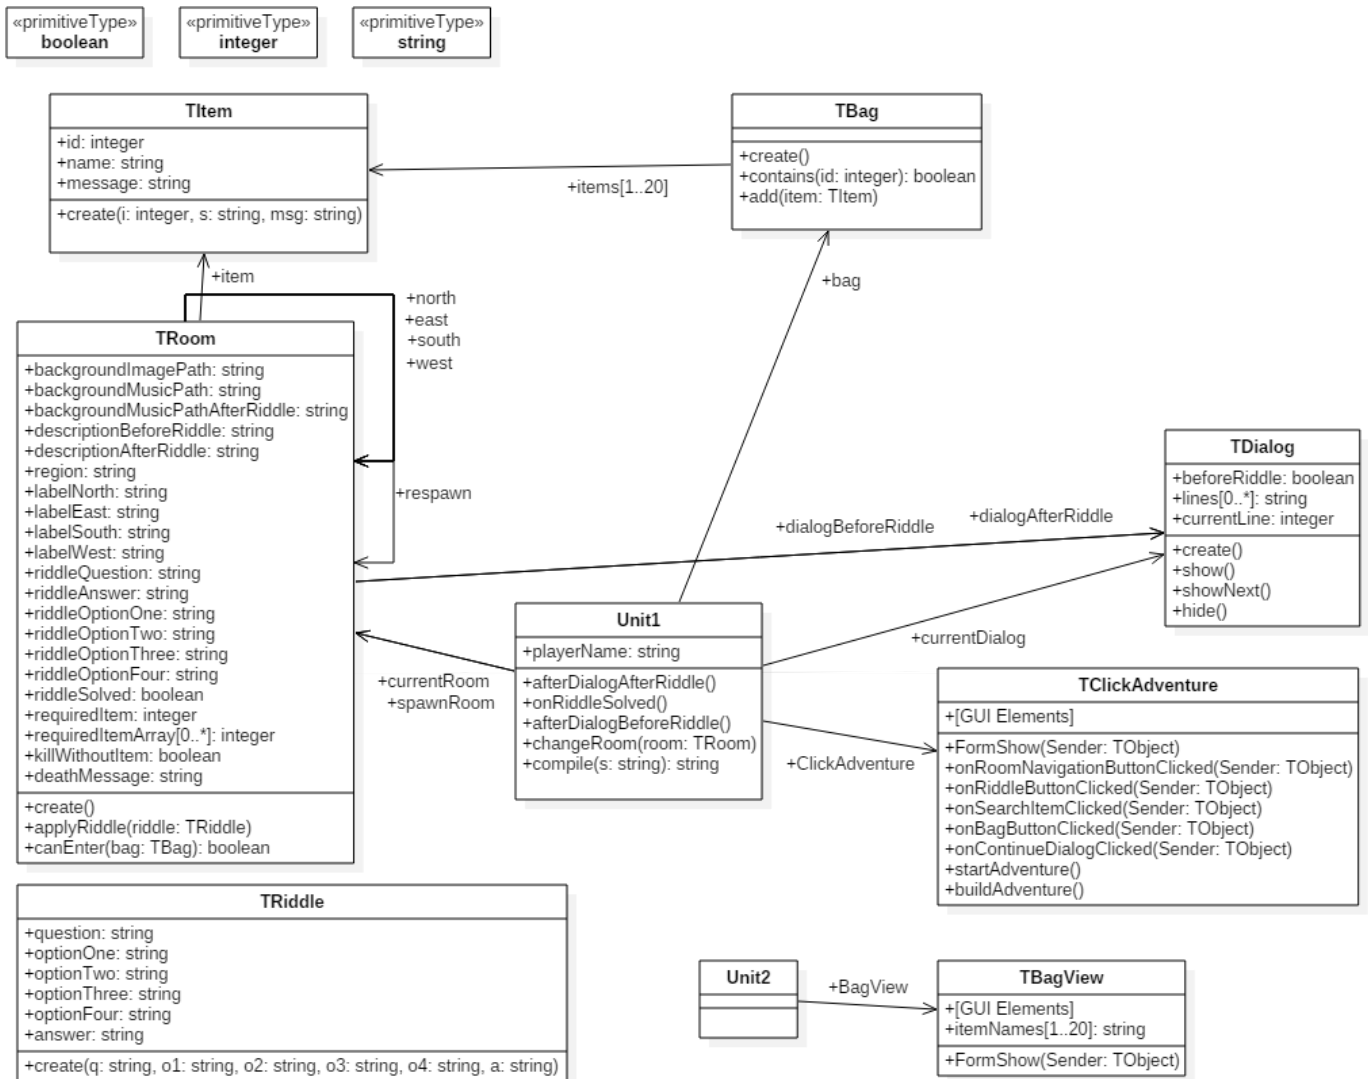 «primitiveType»
boolean
«primitiveType»
integer
«primitiveType»
string
TItem
+id: integer
+name: string
+message: string
+create(i: integer, s: string, msg: string)
TBag
+create()
+contains(id: integer): boolean
+add(item: TItem)
+items[1..20]
+item
+bag
+north
+east
+south
+west
+respawn
TRoom
+backgroundImagePath: string
+backgroundMusicPath: string
+backgroundMusicPathAfterRiddle: string
+descriptionBeforeRiddle: string
+descriptionAfterRiddle: string
+region: string
+labelNorth: string
+labelEast: string
+labelSouth: string
+labelWest: string
+riddleQuestion: string
+riddleAnswer: string
+riddleOptionOne: string
+riddleOptionTwo: string
+riddleOptionThree: string
+riddleOptionFour: string
+riddleSolved: boolean
+requiredItem: integer
+requiredItemArray[0..*]: integer
+killWithoutItem: boolean
+deathMessage: string
+create()
+applyRiddle(riddle: TRiddle)
+canEnter(bag: TBag): boolean
+dialogBeforeRiddle
+dialogAfterRiddle
TDialog
+beforeRiddle: boolean
+lines[0..*]: string
+currentLine: integer
+create()
+show()
+showNext()
+hide()
+currentRoom
+spawnRoom
Unit1
+playerName: string
+afterDialogAfterRiddle()
+onRiddleSolved()
+afterDialogBeforeRiddle()
+changeRoom(room: TRoom)
+compile(s: string): string
+currentDialog
+ClickAdventure
TClickAdventure
+[GUI Elements]
+FormShow(Sender: TObject)
+onRoomNavigationButtonClicked(Sender: TObject)
+onRiddleButtonClicked(Sender: TObject)
+onSearchItemClicked(Sender: TObject)
+onBagButtonClicked(Sender: TObject)
+onContinueDialogClicked(Sender: TObject)
+startAdventure()
+buildAdventure()
TRiddle
+question: string
+optionOne: string
+optionTwo: string
+optionThree: string
+optionFour: string
+answer: string
+create(q: string, o1: string, o2: string, o3: string, o4: string, a: string)
Unit2
+BagView
TBagView
+[GUI Elements]
+itemNames[1..20]: string
+FormShow(Sender: TObject)